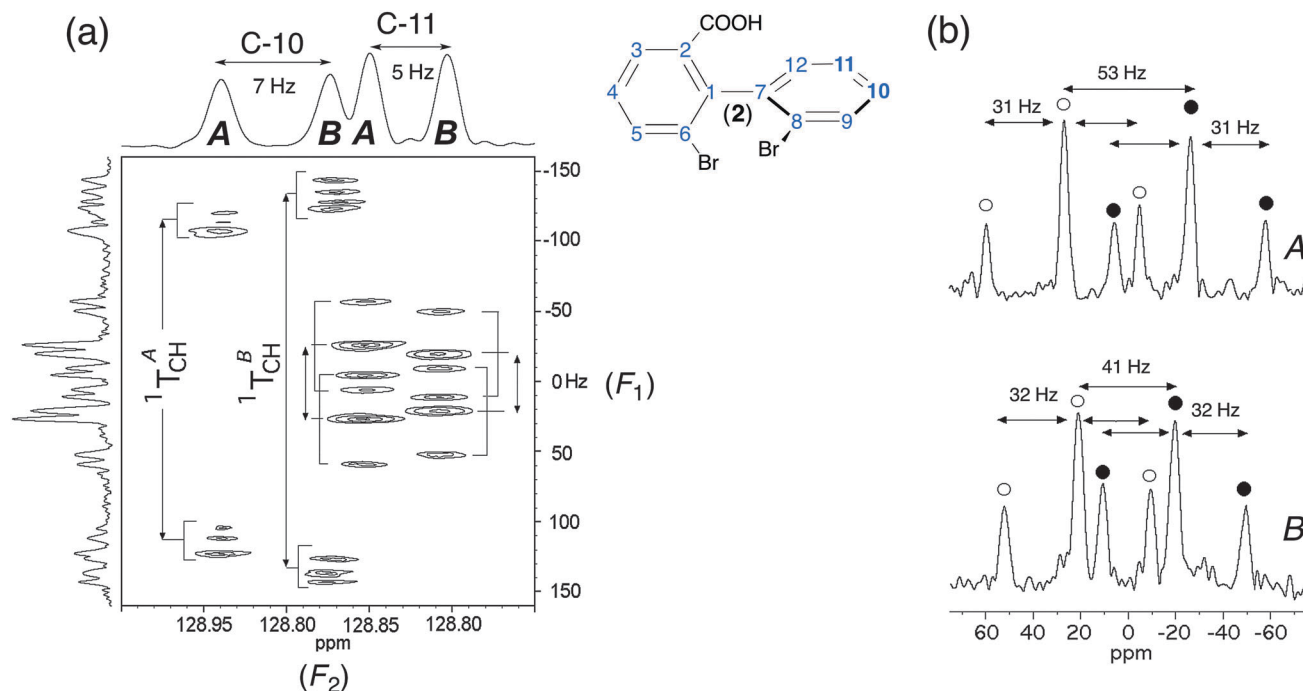 (a)
C-10
C-11
7 Hz
5 Hz
A B A B
COOH
3
2
4
1
5
6
Br
(2)
7
12
11
10
8
9
Br
-150
-100
-50
0 Hz
50
100
150
(F1)
1TCH A
1TCH B
128.95 128.80 128.85 128.80
ppm
(F2)
(b)
53 Hz
31 Hz
31 Hz
A
41 Hz
32 Hz
32 Hz
B
60 20 20 0 -20 -40 -60
ppm